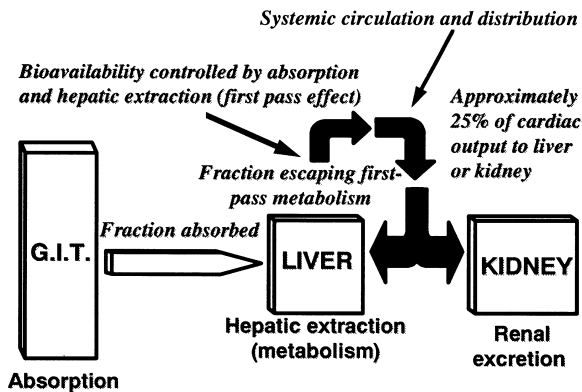 Systemic circulation and distribution
Bioavailability controlled by absorption
and hepatic extraction (first pass effect)
Approximately
25% of cardiac
output to liver
or kidney
Fraction escaping first-
pass metabolism
Fraction absorbed
G.I.T.
LIVER
KIDNEY
Hepatic extraction
(metabolism)
Renal
excretion
Absorption